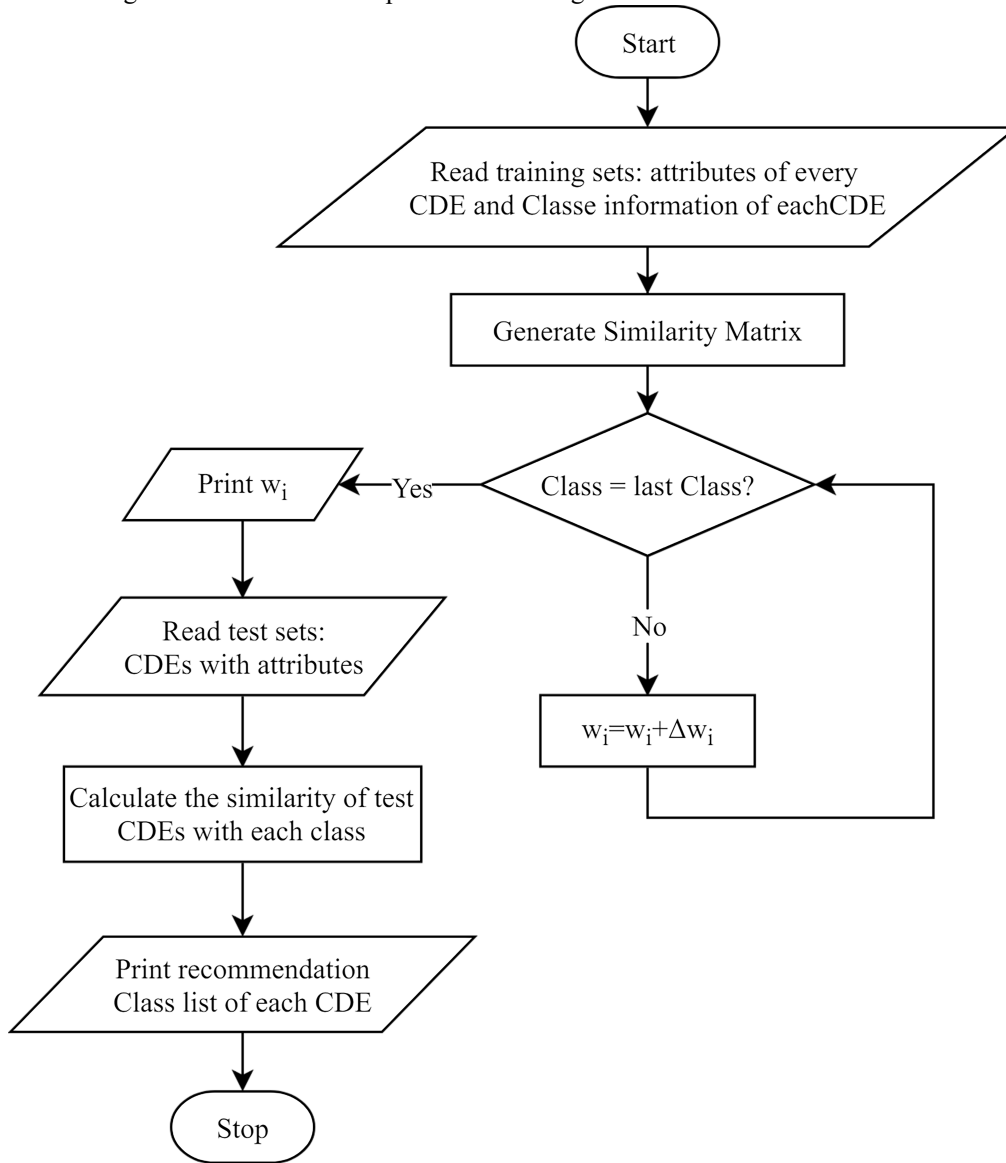 Start
Read training sets: attributes of every
CDE and Classe information of eachCDE
Generate Similarity Matrix
Class = last Class?
Yes
Print wi
No
Read test sets:
CDEs with attributes
wi=wi+Δwi
Calculate the similarity of test
CDEs with each class
Print recommendation
Class list of each CDE
Stop